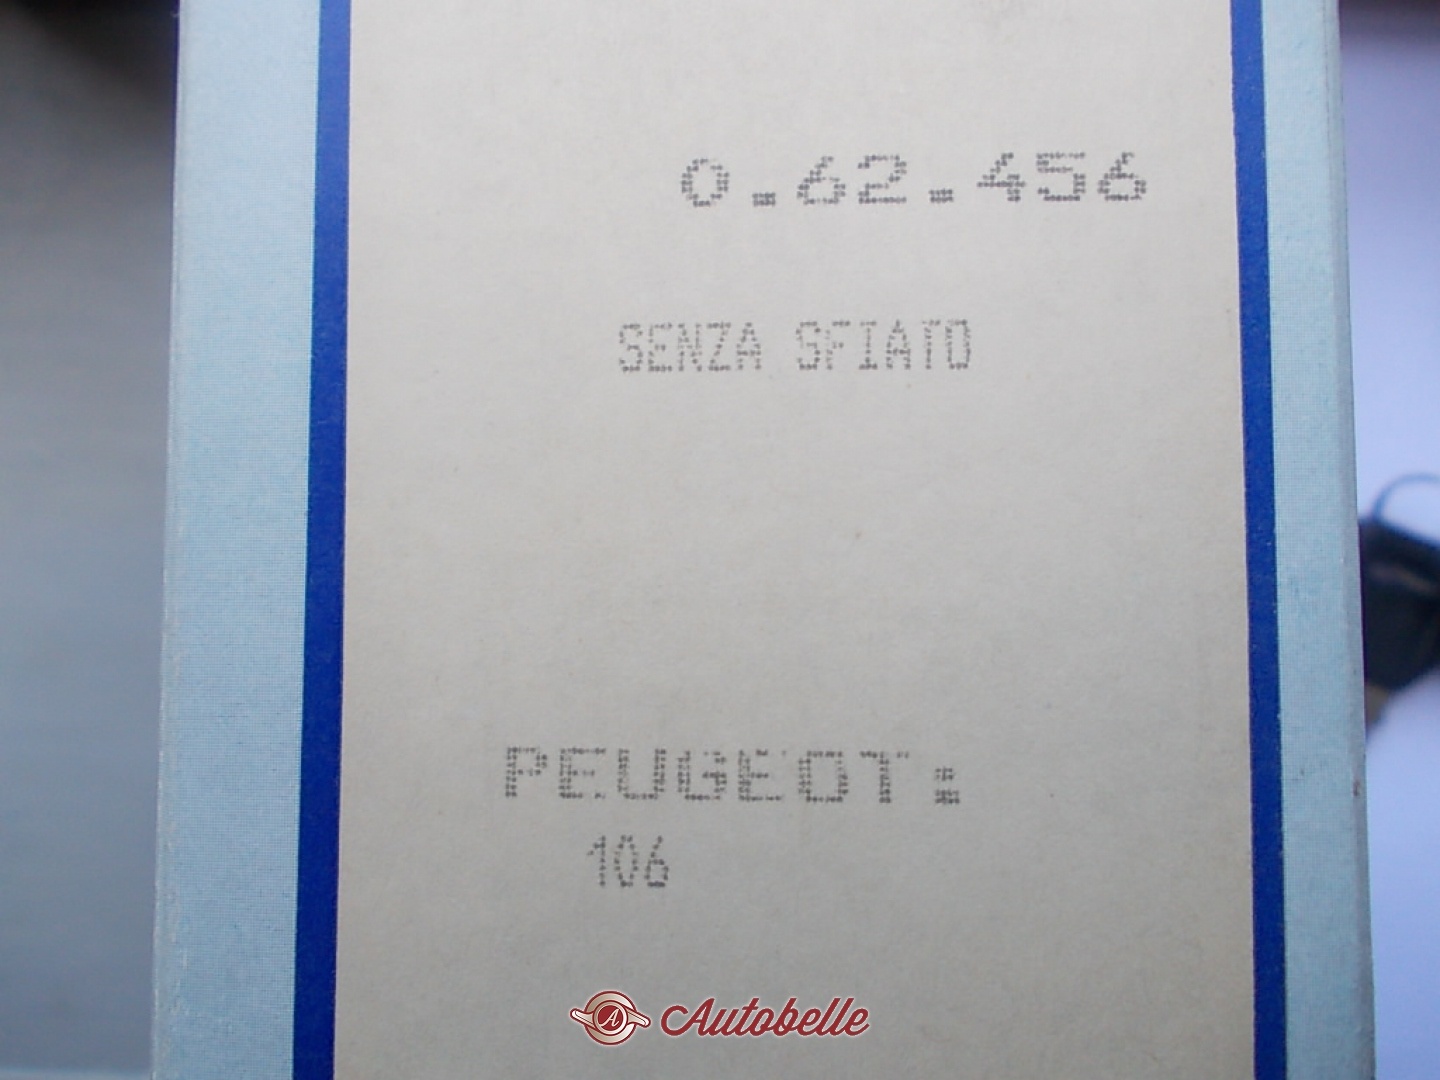 0.62.456
SENZA SFIATO
PEUGEOT:
106
A Autobelle